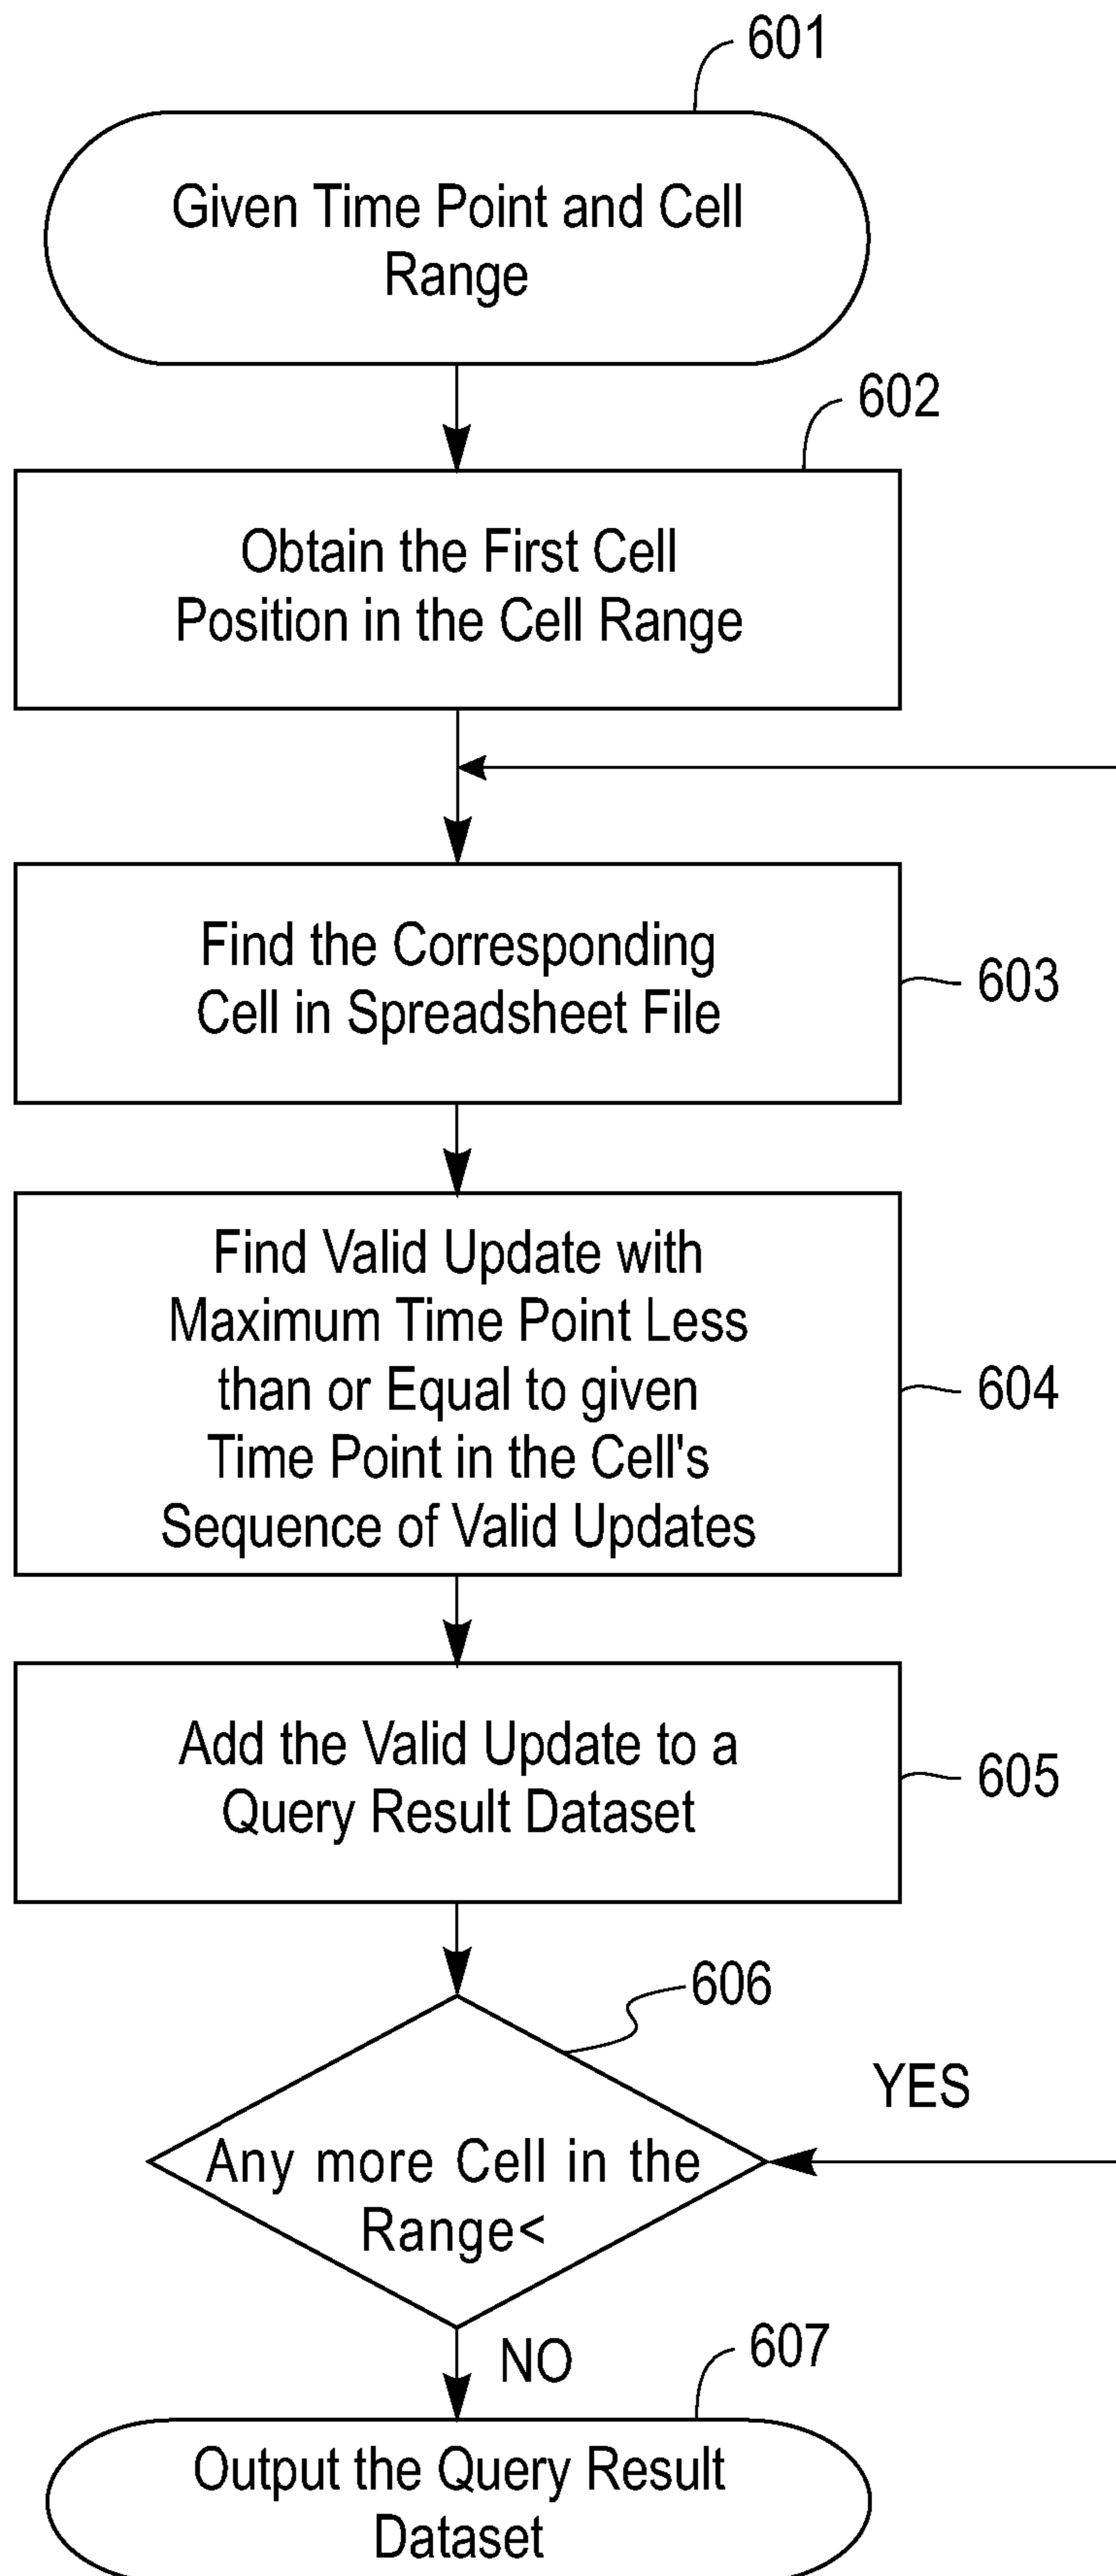 601
Given Time Point and Cell
Range
602
Obtain the First Cell
Position in the Cell Range
Find the Corresponding
Cell in Spreadsheet File
603
Find Valid Update with
Maximum Time Point Less
than or Equal to given
Time Point in the Cell's
Sequence of Valid Updates
604
Add the Valid Update to a
Query Result Dataset
605
606
YES
Any more Cell in the
Range<
NO
607
Output the Query Result
Dataset